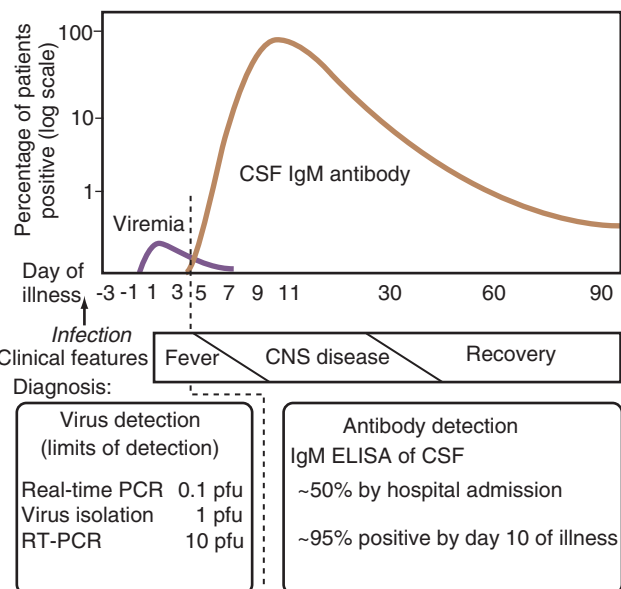 Percentage of patients
positive (log scale)
100
10
1
CSF IgM antibody
Viremia
Day of
illness
-3 -1 1 3 5 7 9 11 30 60 90
Infection
Clinical features
Fever
CNS disease
Recovery
Diagnosis:
Virus detection
(limits of detection)
Real-time PCR 0.1 pfu
Virus isolation 1 pfu
RT-PCR 10 pfu
Antibody detection
IgM ELISA of CSF
~50% by hospital admission
~95% positive by day 10 of illness